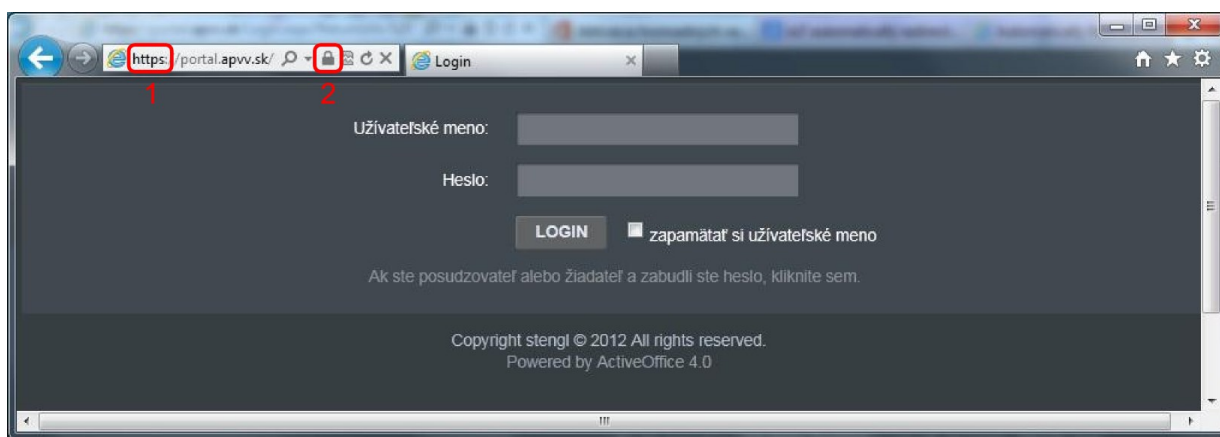 https://portal.apvv.sk/
Login
1
2
Užívateľské meno:
Heslo:
LOGIN
zapamätať si užívateľské meno
Ak ste posudzovateľ alebo žiadateľ a zabudli ste heslo, kliknite sem.
Copyright stengl © 2012 All rights reserved.
Powered by ActiveOffice 4.0